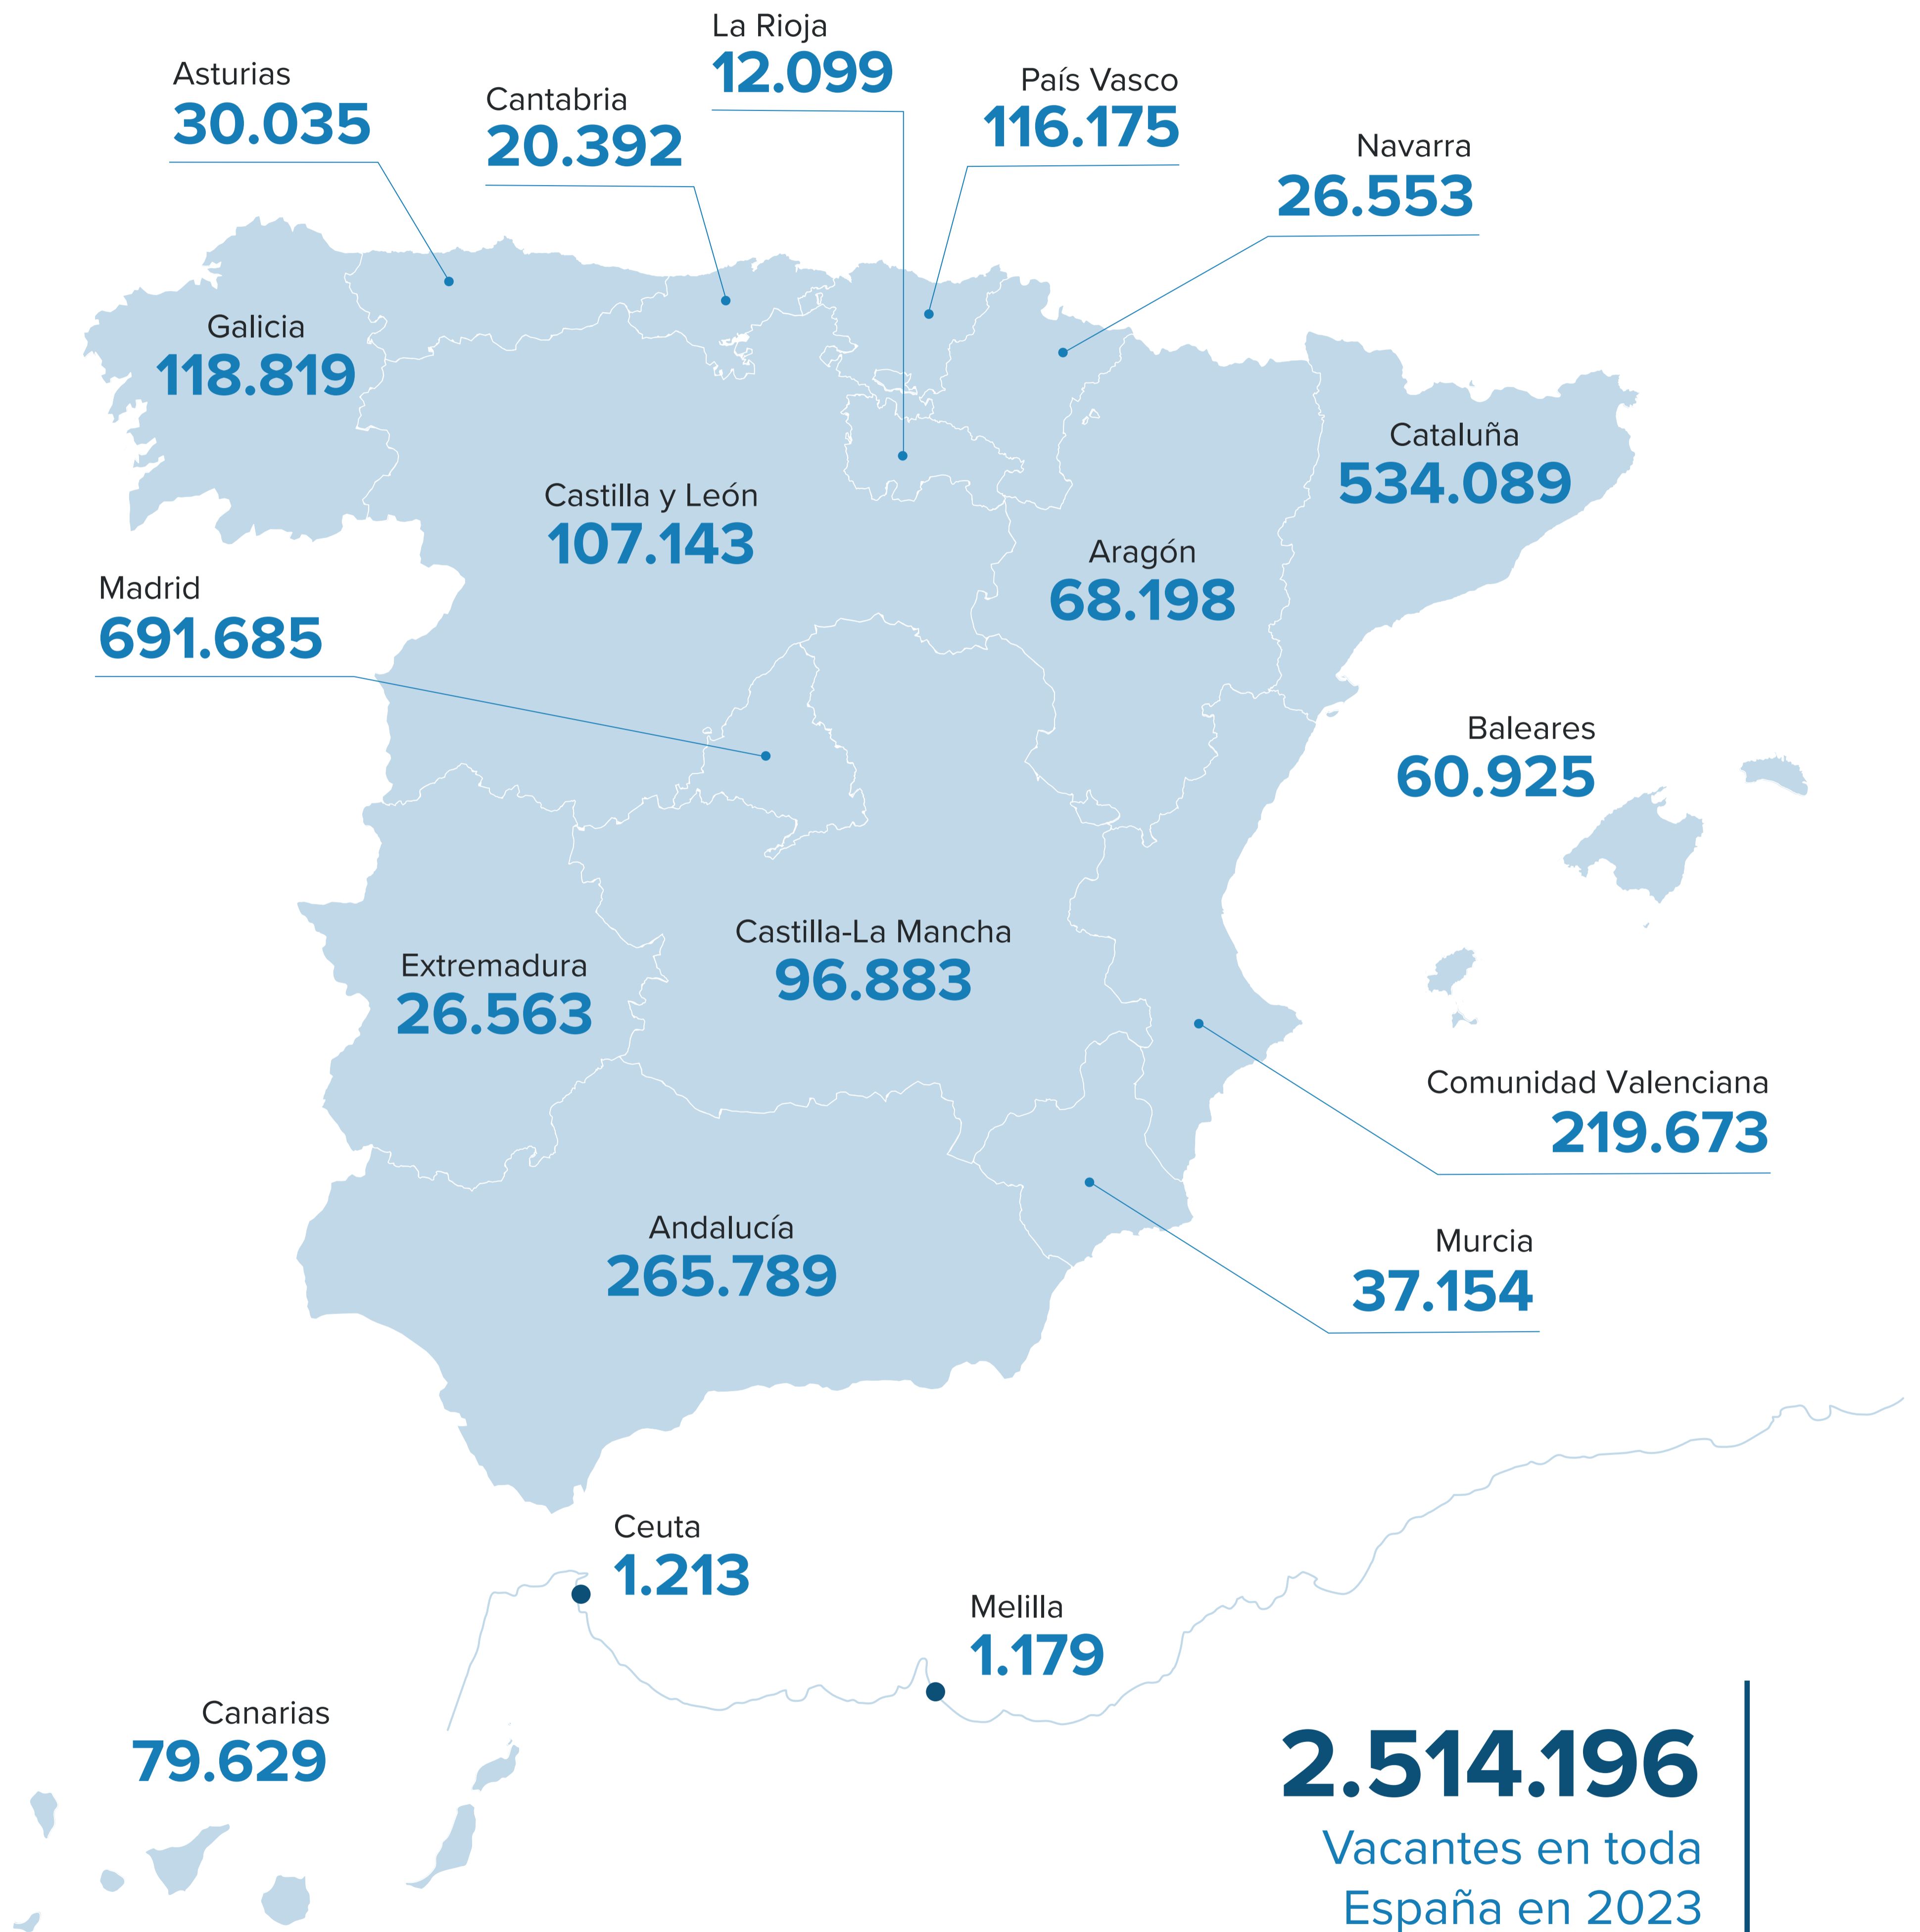 La Rioja
12.099
Asturias
30.035
Cantabria
20.392
País Vasco
116.175
Navarra
26.553
Galicia
118.819
Cataluña
534.089
Castilla y León
107.143
Aragón
68.198
Madrid
691.685
Baleares
60.925
Castilla-La Mancha
96.883
Extremadura
26.563
Comunidad Valenciana
219.673
Andalucía
265.789
Murcia
37.154
Ceuta
1.213
Melilla
1.179
Canarias
79.629
2.514.196
Vacantes en toda
España en 2023